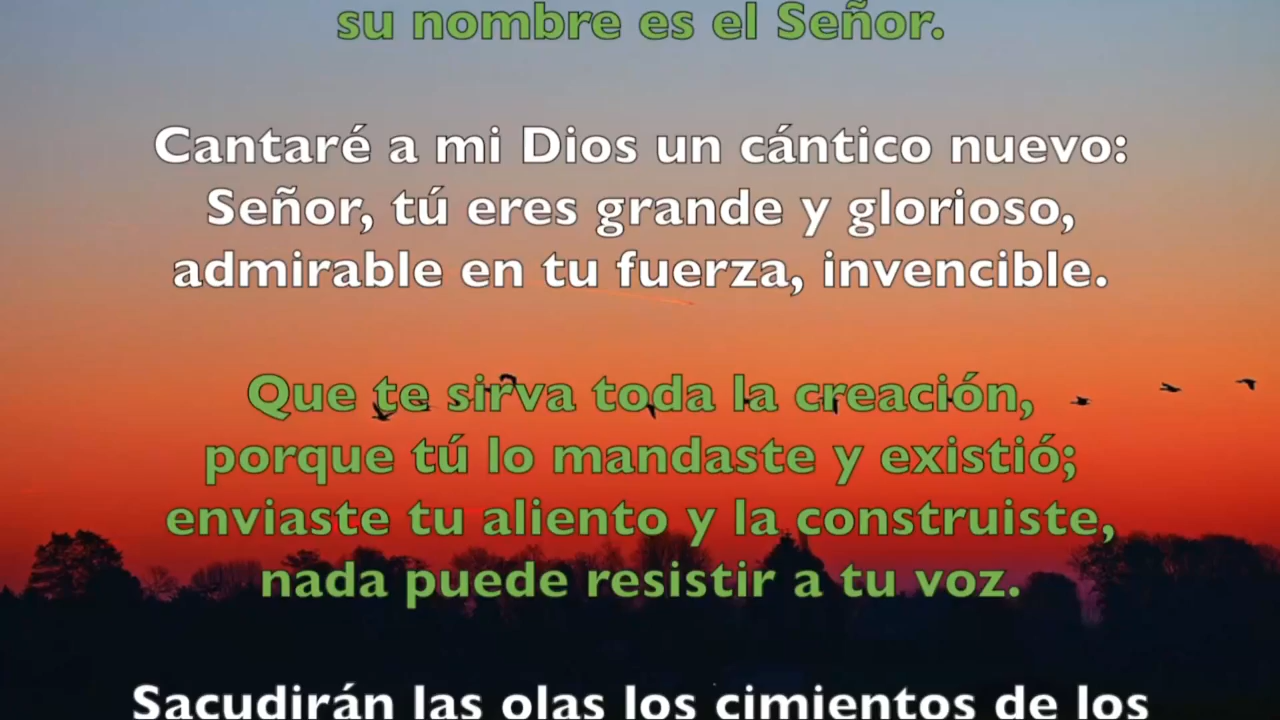 su nombre es el Señor.
Cantaré a mi Dios un cántico nuevo:
Señor, tú eres grande y glorioso,
admirable en tu fuerza, invencible.
Que te sirva toda la creación,
porque tú lo mandaste y existió;
enviaste tu aliento y la construiste,
nada puede resistir a tu voz.
Sacudirán las olas los cimientos de los